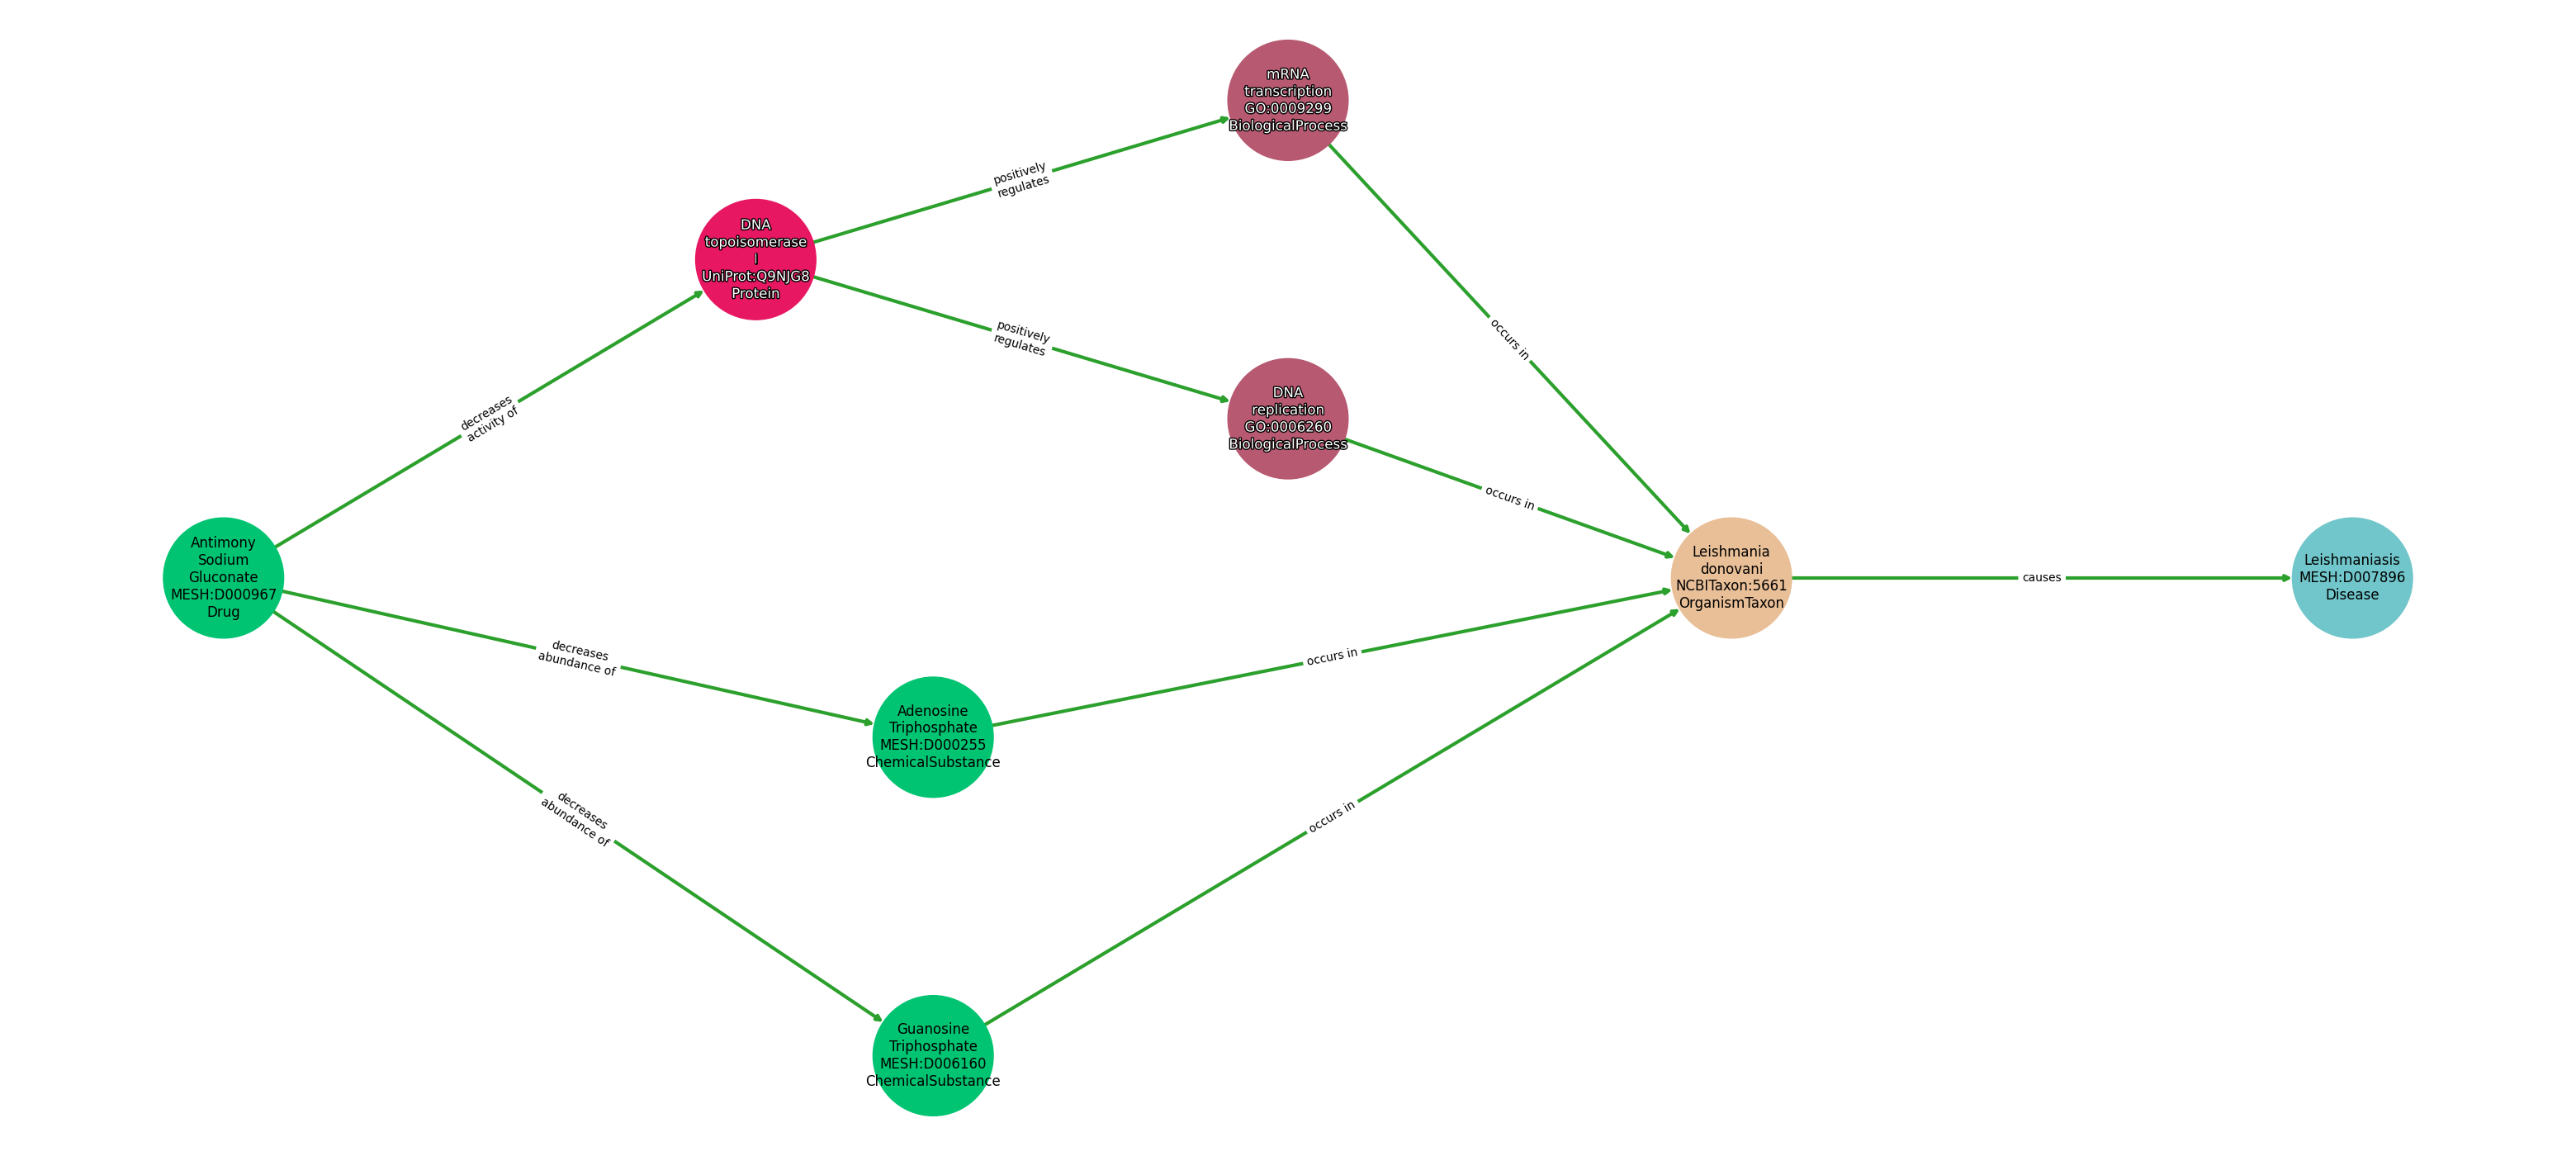 mRNA
transcription
GO:0009299
BiologicalProcess
positively
regulates
DNA
topoisomerase
I
UniProt:Q9NJG8
Protein
positively
regulates
occurs in
DNA
replication
GO:0006260
BiologicalProcess
decreases
activity of
occurs in
Antimony
Sodium
Gluconate
MESH:D000967
Drug
Leishmania
donovani
NCBITaxon:5661
OrganismTaxon
causes
Leishmaniasis
MESH:D007896
Disease
decreases
abundance of
occurs in
Adenosine
Triphosphate
MESH:D000255
ChemicalSubstance
decreases
abundance of
occurs in
Guanosine
Triphosphate
MESH:D006160
ChemicalSubstance